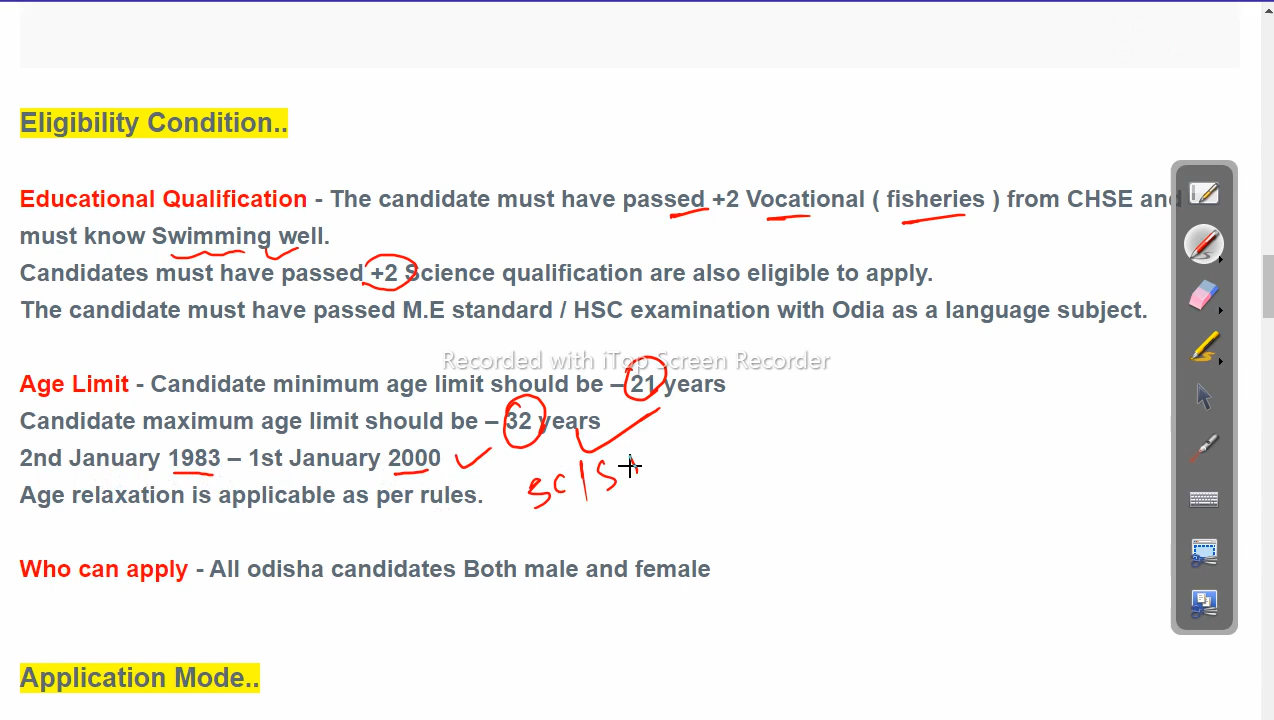 Eligibility Condition..
Educational Qualification - The candidate must have passed +2 Vocational ( fisheries ) from CHSE and
must know Swimming well.
Candidates must have passed +2 Science qualification are also eligible to apply.
The candidate must have passed M.E standard / HSC examination with Odia as a language subject.
Recorded with iTop Screen Recorder
Age Limit - Candidate minimum age limit should be – 21 years
Candidate maximum age limit should be – 32 years
2nd January 1983 – 1st January 2000
SC/S
Age relaxation is applicable as per rules.
Who can apply - All odisha candidates Both male and female
Application Mode..